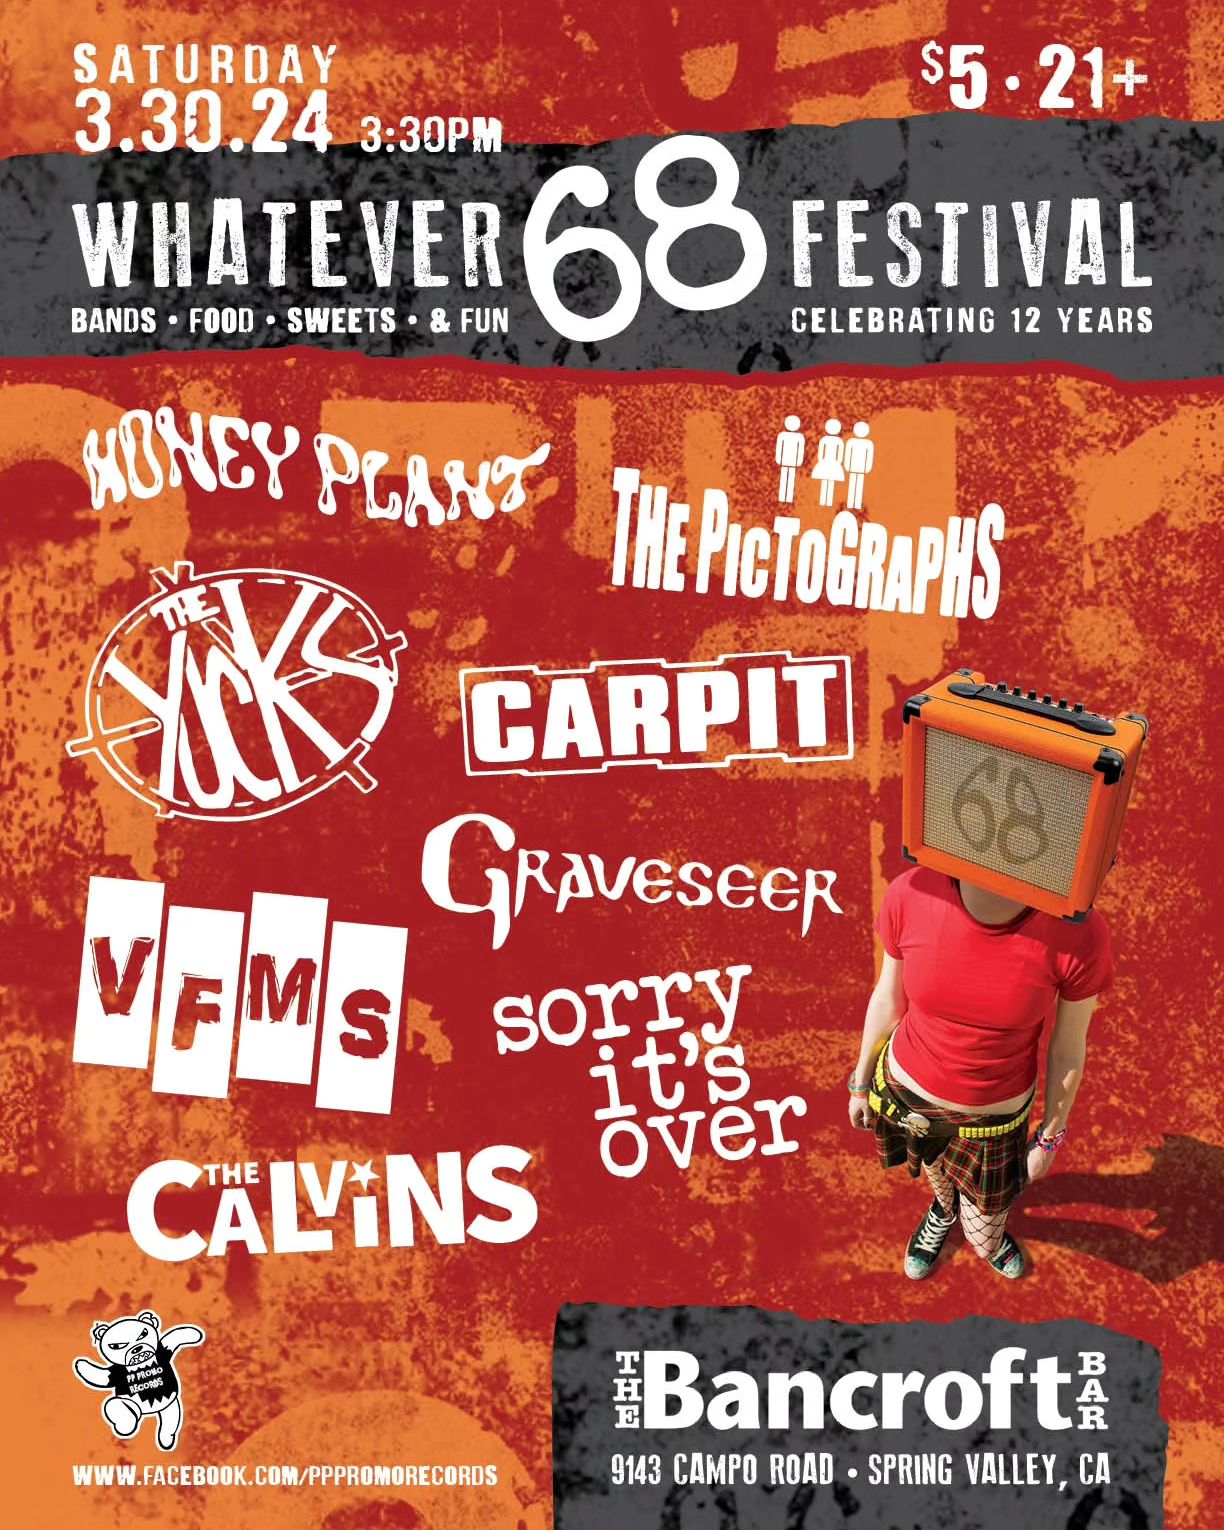 SATURDAY
3.30.24 3:30PM
$5 • 21+
WHATEVER 68 FESTIVAL
BANDS • FOOD • SWEETS • & FUN
CELEBRATING 12 YEARS
HONEY PLANT
THE PICTOGRAPHS
THE
YUCKS
CARPIT
68
GRAVESEER
VFMS
sorry
it's
over
THE
CALViNS
PP PROMO
RECORDS
WWW.FACEBOOK.COM/PPPROMORECORDS
THE Bancroft BAR
9143 CAMPO ROAD • SPRING VALLEY, CA